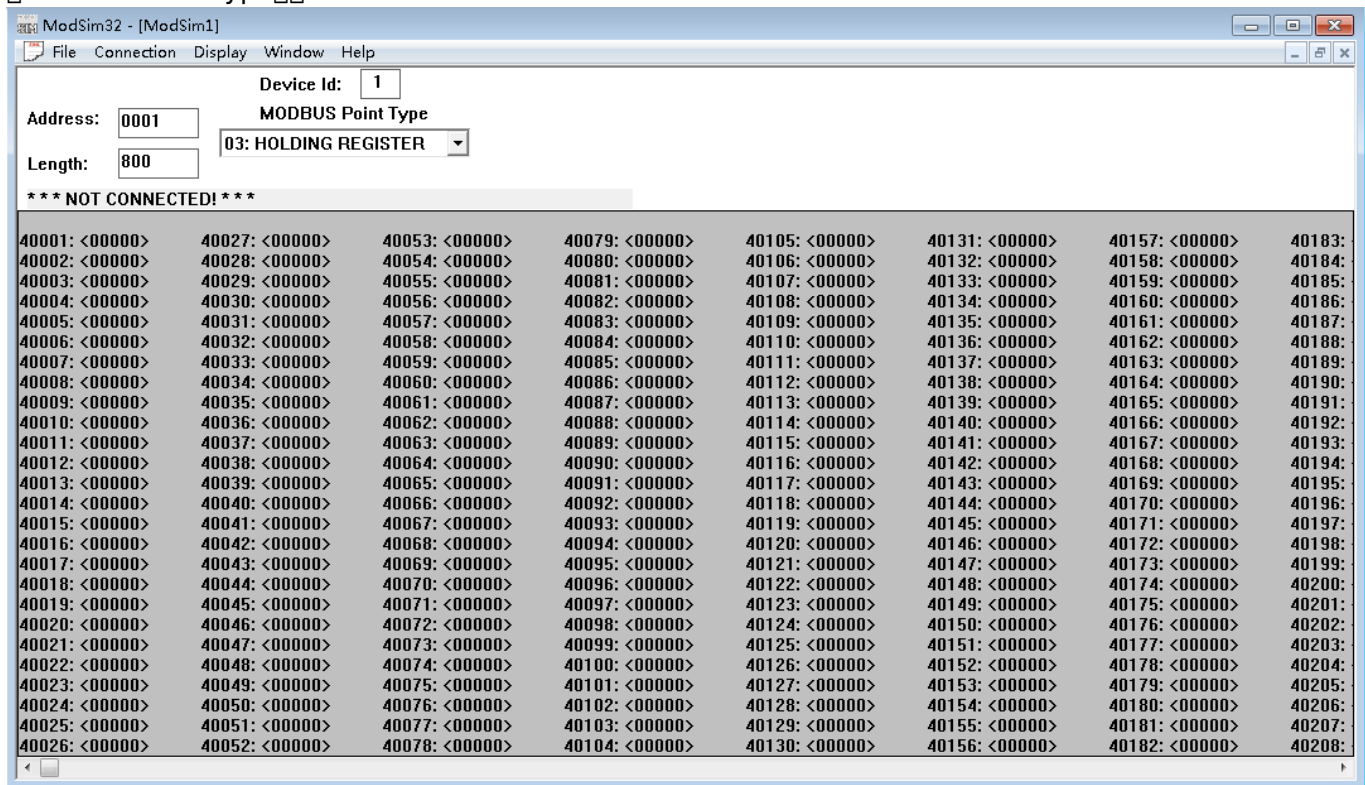 ModSim32 - [ModSim1]
File Connection Display Window Help
Device Id: 1
Address: 0001
MODBUS Point Type
03: HOLDING REGISTER
Length: 800
* * * NOT CONNECTED! * * *
40001: <00000> 40027: <00000> 40053: <00000> 40079: <00000> 40105: <00000> 40131: <00000> 40157: <00000> 40183:
40002: <00000> 40028: <00000> 40054: <00000> 40080: <00000> 40106: <00000> 40132: <00000> 40158: <00000> 40184:
40003: <00000> 40029: <00000> 40055: <00000> 40081: <00000> 40107: <00000> 40133: <00000> 40159: <00000> 40185:
40004: <00000> 40030: <00000> 40056: <00000> 40082: <00000> 40108: <00000> 40134: <00000> 40160: <00000> 40186:
40005: <00000> 40031: <00000> 40057: <00000> 40083: <00000> 40109: <00000> 40135: <00000> 40161: <00000> 40187:
40006: <00000> 40032: <00000> 40058: <00000> 40084: <00000> 40110: <00000> 40136: <00000> 40162: <00000> 40188:
40007: <00000> 40033: <00000> 40059: <00000> 40085: <00000> 40111: <00000> 40137: <00000> 40163: <00000> 40189:
40008: <00000> 40034: <00000> 40060: <00000> 40086: <00000> 40112: <00000> 40138: <00000> 40164: <00000> 40190:
40009: <00000> 40035: <00000> 40061: <00000> 40087: <00000> 40113: <00000> 40139: <00000> 40165: <00000> 40191:
40010: <00000> 40036: <00000> 40062: <00000> 40088: <00000> 40114: <00000> 40140: <00000> 40166: <00000> 40192:
40011: <00000> 40037: <00000> 40063: <00000> 40089: <00000> 40115: <00000> 40141: <00000> 40167: <00000> 40193:
40012: <00000> 40038: <00000> 40064: <00000> 40090: <00000> 40116: <00000> 40142: <00000> 40168: <00000> 40194:
40013: <00000> 40039: <00000> 40065: <00000> 40091: <00000> 40117: <00000> 40143: <00000> 40169: <00000> 40195:
40014: <00000> 40040: <00000> 40066: <00000> 40092: <00000> 40118: <00000> 40144: <00000> 40170: <00000> 40196:
40015: <00000> 40041: <00000> 40067: <00000> 40093: <00000> 40119: <00000> 40145: <00000> 40171: <00000> 40197:
40016: <00000> 40042: <00000> 40068: <00000> 40094: <00000> 40120: <00000> 40146: <00000> 40172: <00000> 40198:
40017: <00000> 40043: <00000> 40069: <00000> 40095: <00000> 40121: <00000> 40147: <00000> 40173: <00000> 40199:
40018: <00000> 40044: <00000> 40070: <00000> 40096: <00000> 40122: <00000> 40148: <00000> 40174: <00000> 40200:
40019: <00000> 40045: <00000> 40071: <00000> 40097: <00000> 40123: <00000> 40149: <00000> 40175: <00000> 40201:
40020: <00000> 40046: <00000> 40072: <00000> 40098: <00000> 40124: <00000> 40150: <00000> 40176: <00000> 40202:
40021: <00000> 40047: <00000> 40073: <00000> 40099: <00000> 40125: <00000> 40151: <00000> 40177: <00000> 40203:
40022: <00000> 40048: <00000> 40074: <00000> 40100: <00000> 40126: <00000> 40152: <00000> 40178: <00000> 40204:
40023: <00000> 40049: <00000> 40075: <00000> 40101: <00000> 40127: <00000> 40153: <00000> 40179: <00000> 40205:
40024: <00000> 40050: <00000> 40076: <00000> 40102: <00000> 40128: <00000> 40154: <00000> 40180: <00000> 40206:
40025: <00000> 40051: <00000> 40077: <00000> 40103: <00000> 40129: <00000> 40155: <00000> 40181: <00000> 40207:
40026: <00000> 40052: <00000> 40078: <00000> 40104: <00000> 40130: <00000> 40156: <00000> 40182: <00000> 40208: